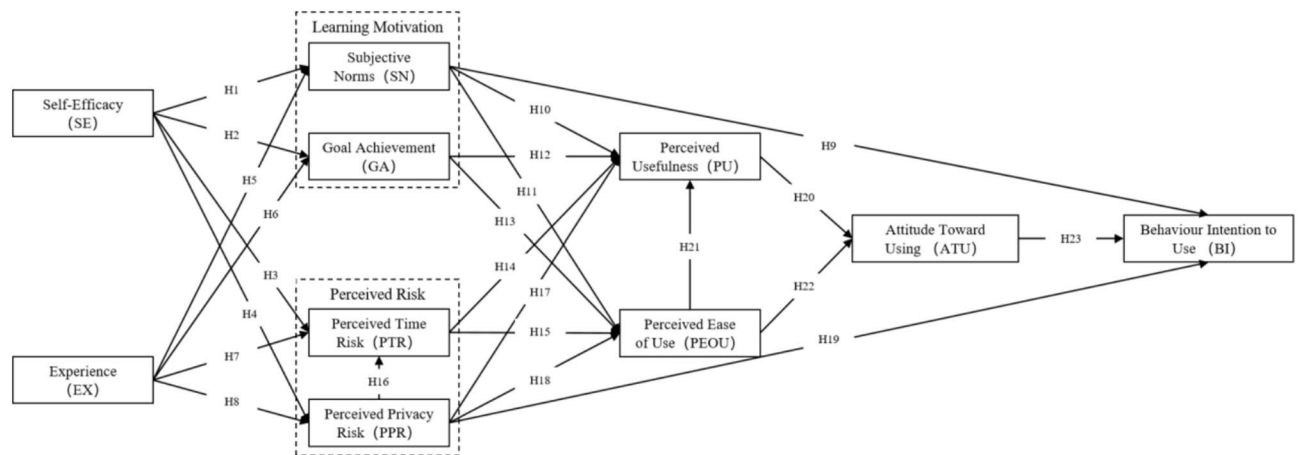 Learning Motivation
Subjective
Norms（SN）
Self-Efficacy
（SE）
H1
H2
H10
Goal Achievement
（GA）
H12
Perceived
Usefulness（PU）
H9
H5
H6
H11
H13
H20
H3
H4
H14
H17
H21
Attitude Toward
Using（ATU）
H23
Behaviour Intention to
Use（BI）
H22
Perceived Risk
Perceived Time
Risk（PTR）
H15
Perceived Ease
of Use（PEOU）
H19
Experience
（EX）
H7
H8
H16
H18
Perceived Privacy
Risk（PPR）